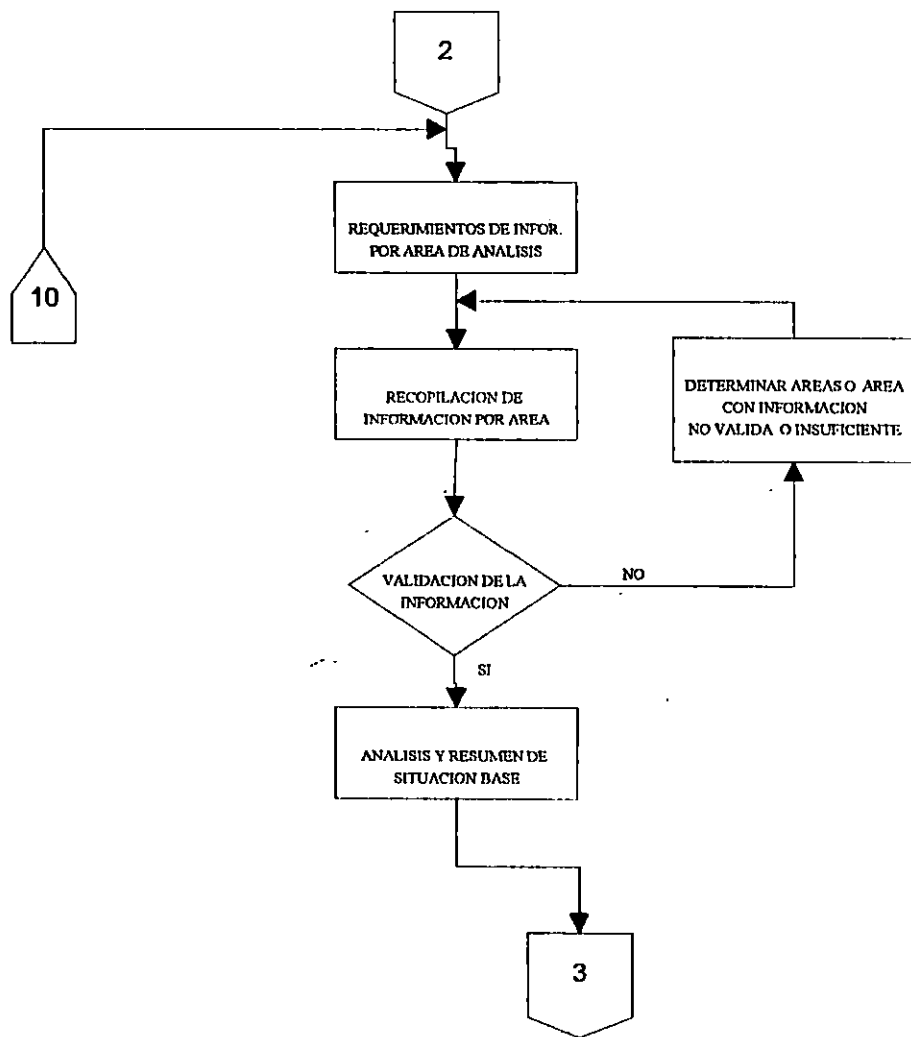 2
REQUERIMIENTOS DE INFOR.
POR AREA DE ANALISIS
10
RECOPILACION DE
INFORMACION POR AREA
DETERMINAR AREAS O AREA
CON INFORMACION
NO VALIDA O INSUFICIENTE
VALIDACION DE LA
INFORMACION
NO
SI
ANALISIS Y RESUMEN DE
SITUACION BASE
3